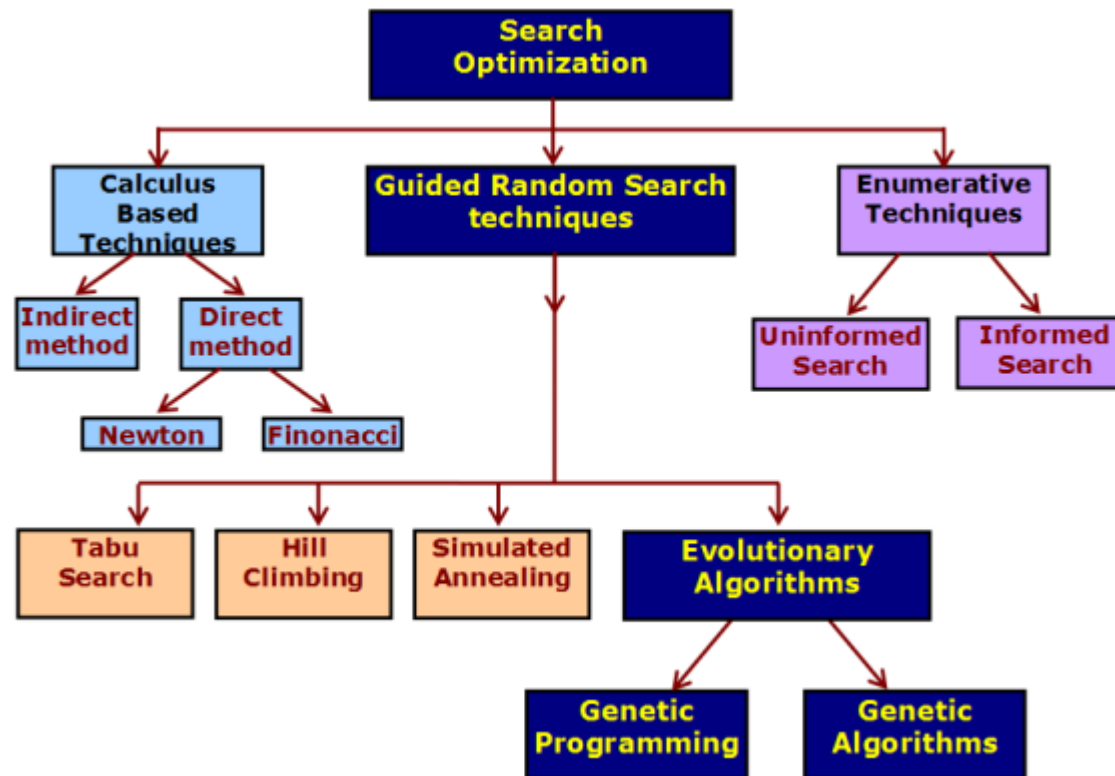 Search
Optimization
Calculus
Based
Techniques
Guided Random Search
techniques
Enumerative
Techniques
Indirect
method
Direct
method
Uninformed
Search
Informed
Search
Newton
Finonacci
Tabu
Search
Hill
Climbing
Simulated
Annealing
Evolutionary
Algorithms
Genetic
Programming
Genetic
Algorithms